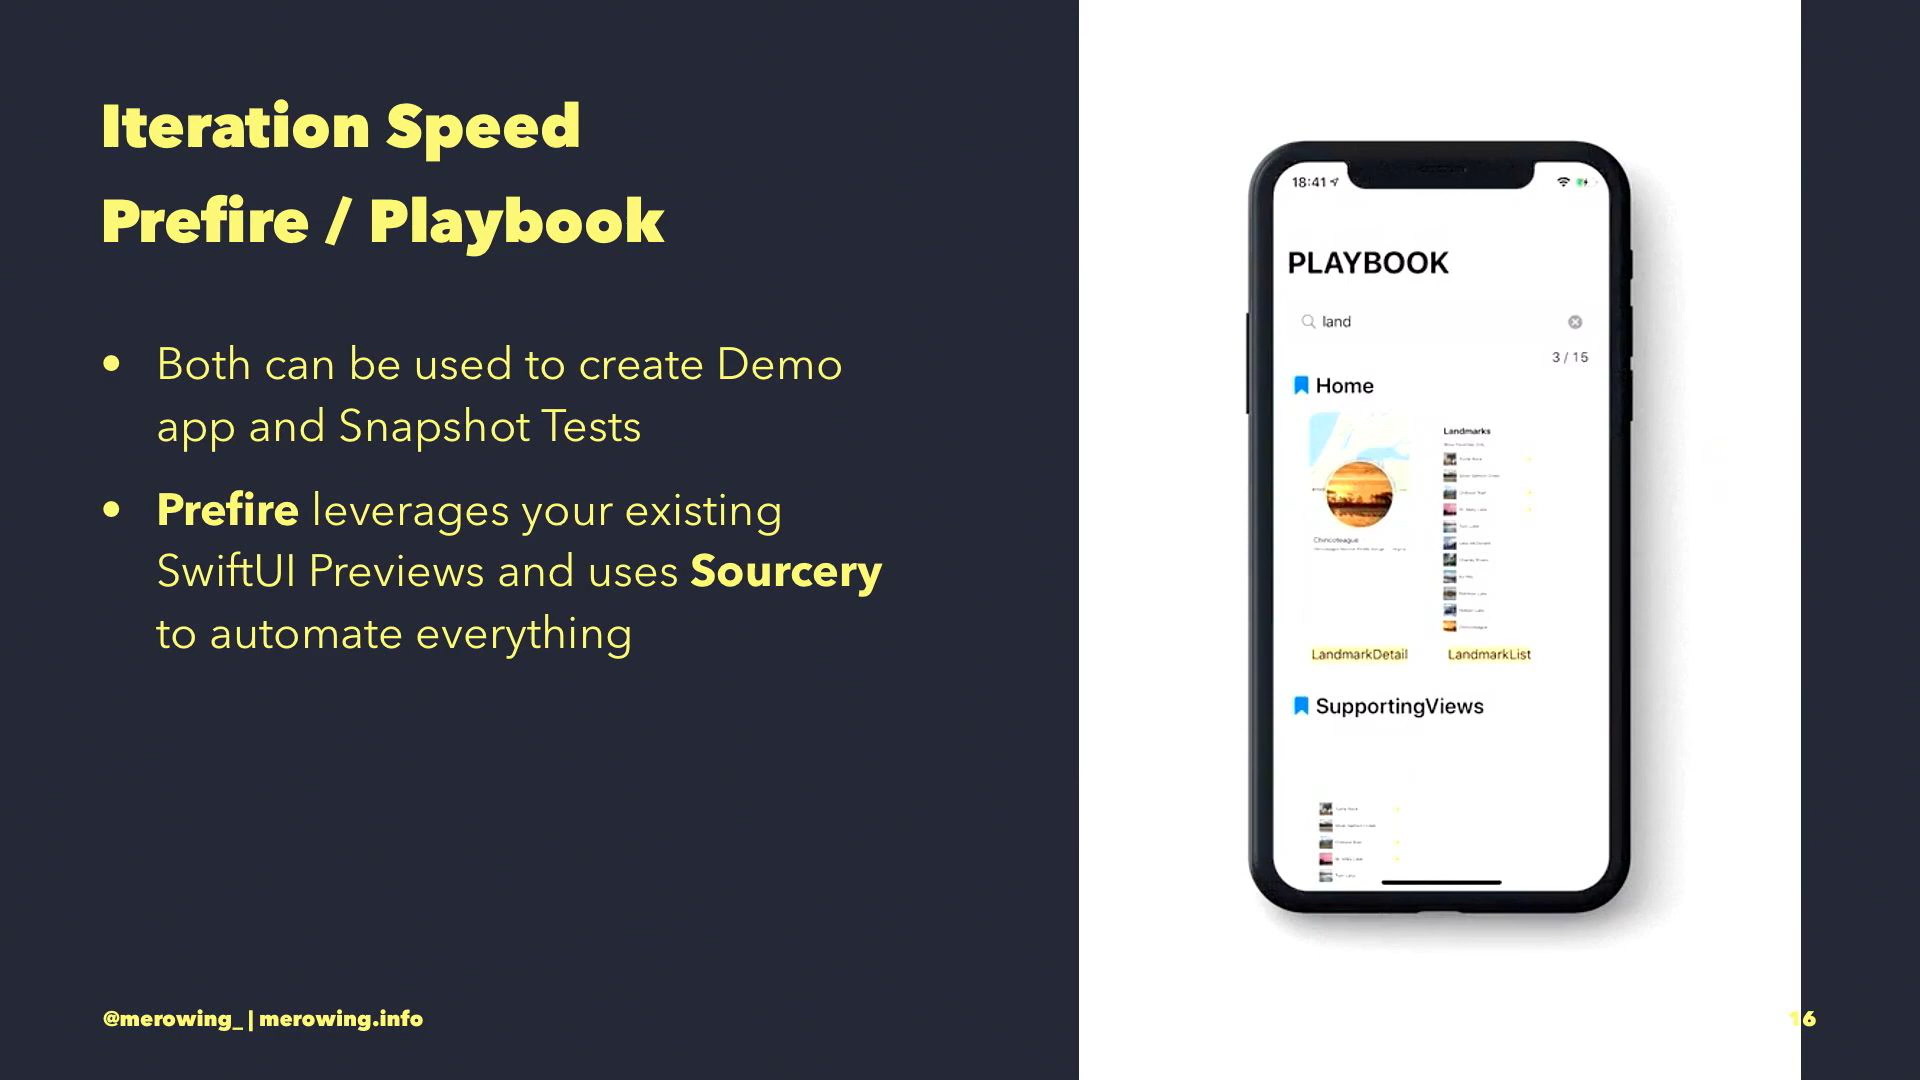 Iteration Speed
Prefire / Playbook
• Both can be used to create Demo
app and Snapshot Tests
• Prefire leverages your existing
SwiftUI Previews and uses Sourcery
to automate everything
@merowing_ | merowing.info
18:41
PLAYBOOK
land
3 / 15
Home
Landmarks
Chincoteague
LandmarkDetail
LandmarkList
SupportingViews
16